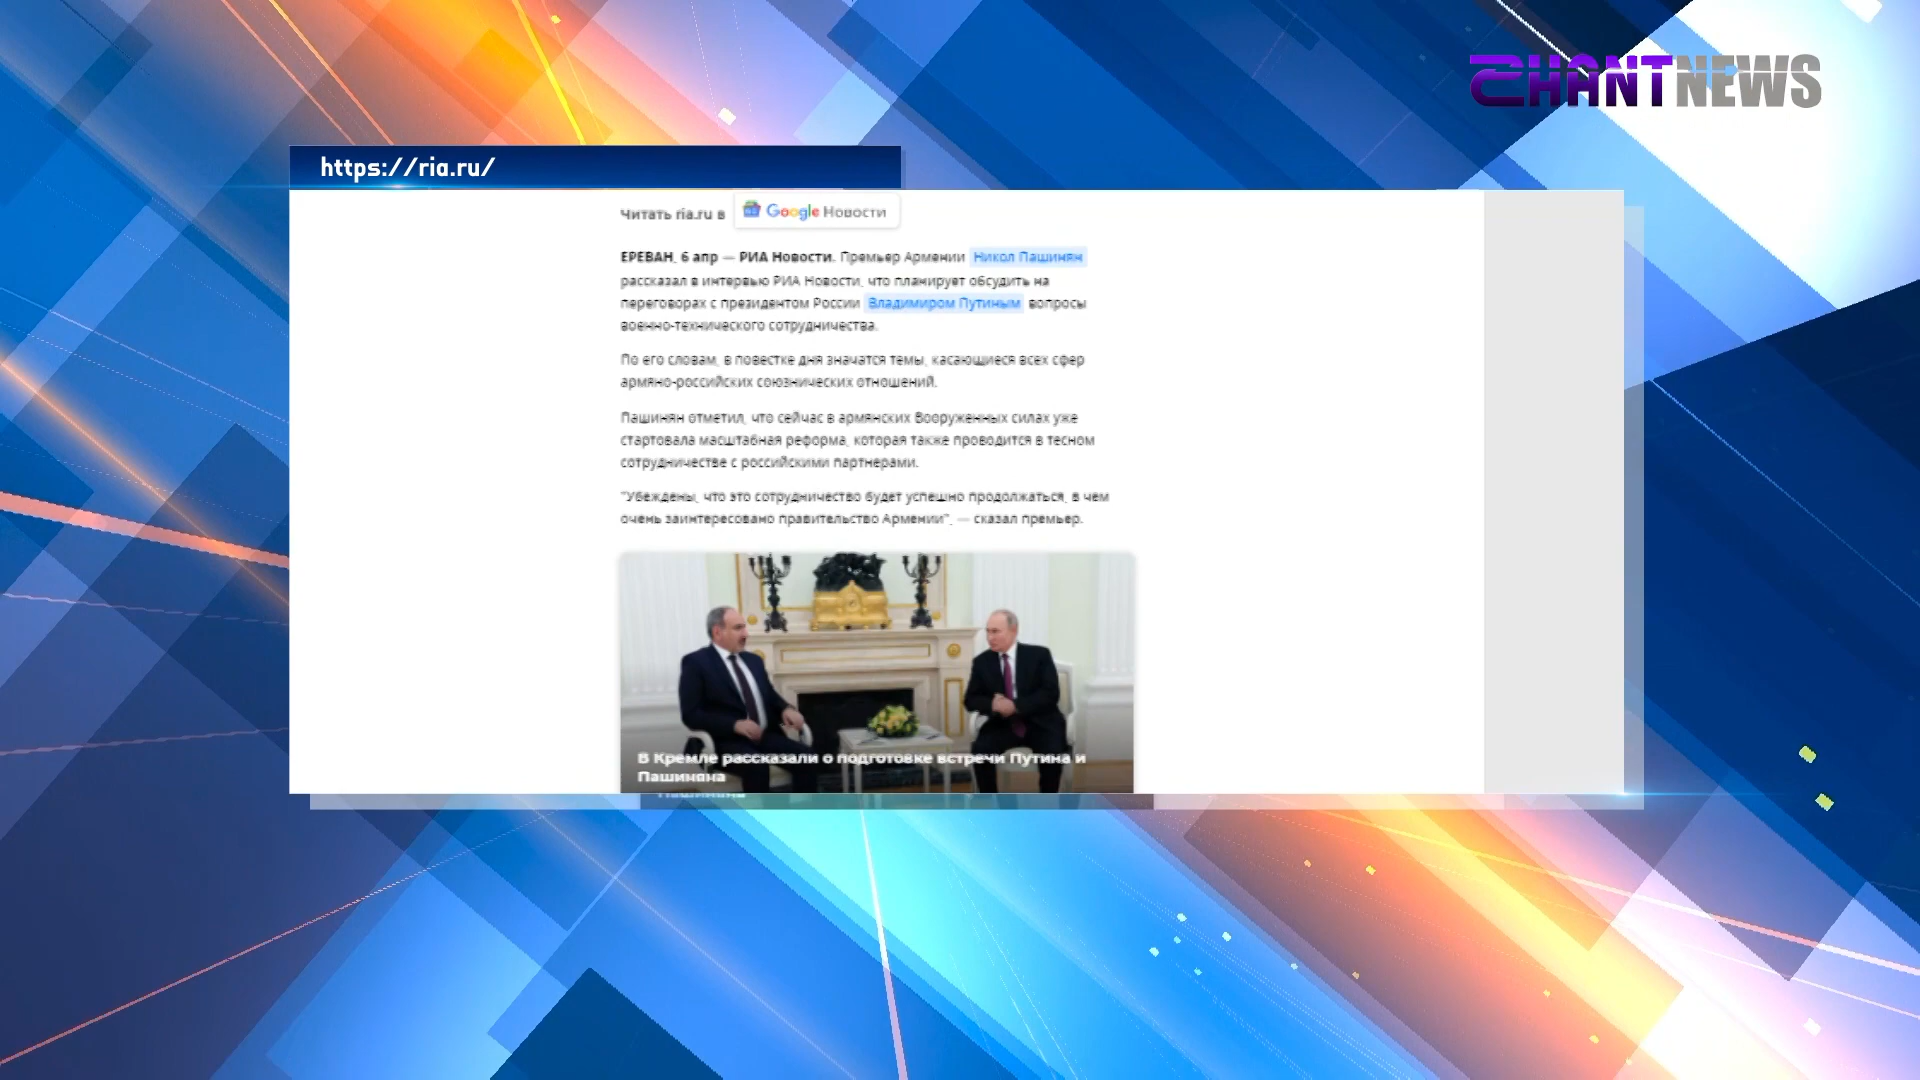 SHANTNEWS
https://ria.ru/
Читать ria.ru в Google Новости
ЕРЕВАН, 6 апр — РИА Новости. Премьер Армении Никол Пашинян
рассказал в интервью РИА Новости, что планирует обсудить на
переговорах с президентом России Владимиром Путиным вопросы
военно-технического сотрудничества.
По его словам, в повестке дня значатся темы, касающиеся всех сфер
армяно-российских союзнических отношений.
Пашинян отметил, что сейчас в армянских Вооруженных силах уже
стартовала масштабная реформа, которая также проводится в тесном
сотрудничестве с российскими партнерами.
"Убеждены, что это сотрудничество будет успешно продолжаться, в чем
очень заинтересовано правительство Армении", — сказал премьер.
В Кремле рассказали о подготовке встречи Путина и
Пашиняна